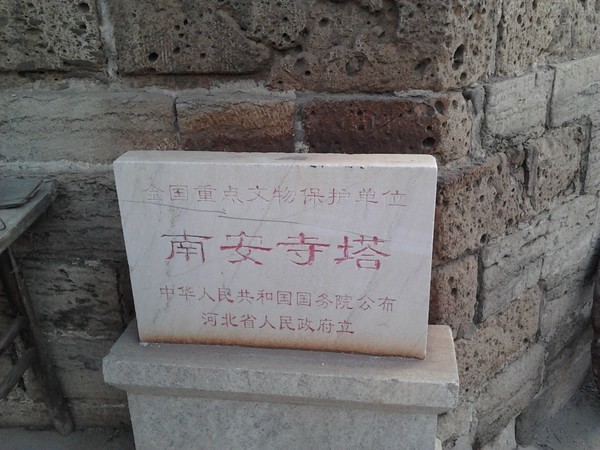 全国重点文物保护单位
南安寺塔
中华人民共和国国务院公布
河北省人民政府立